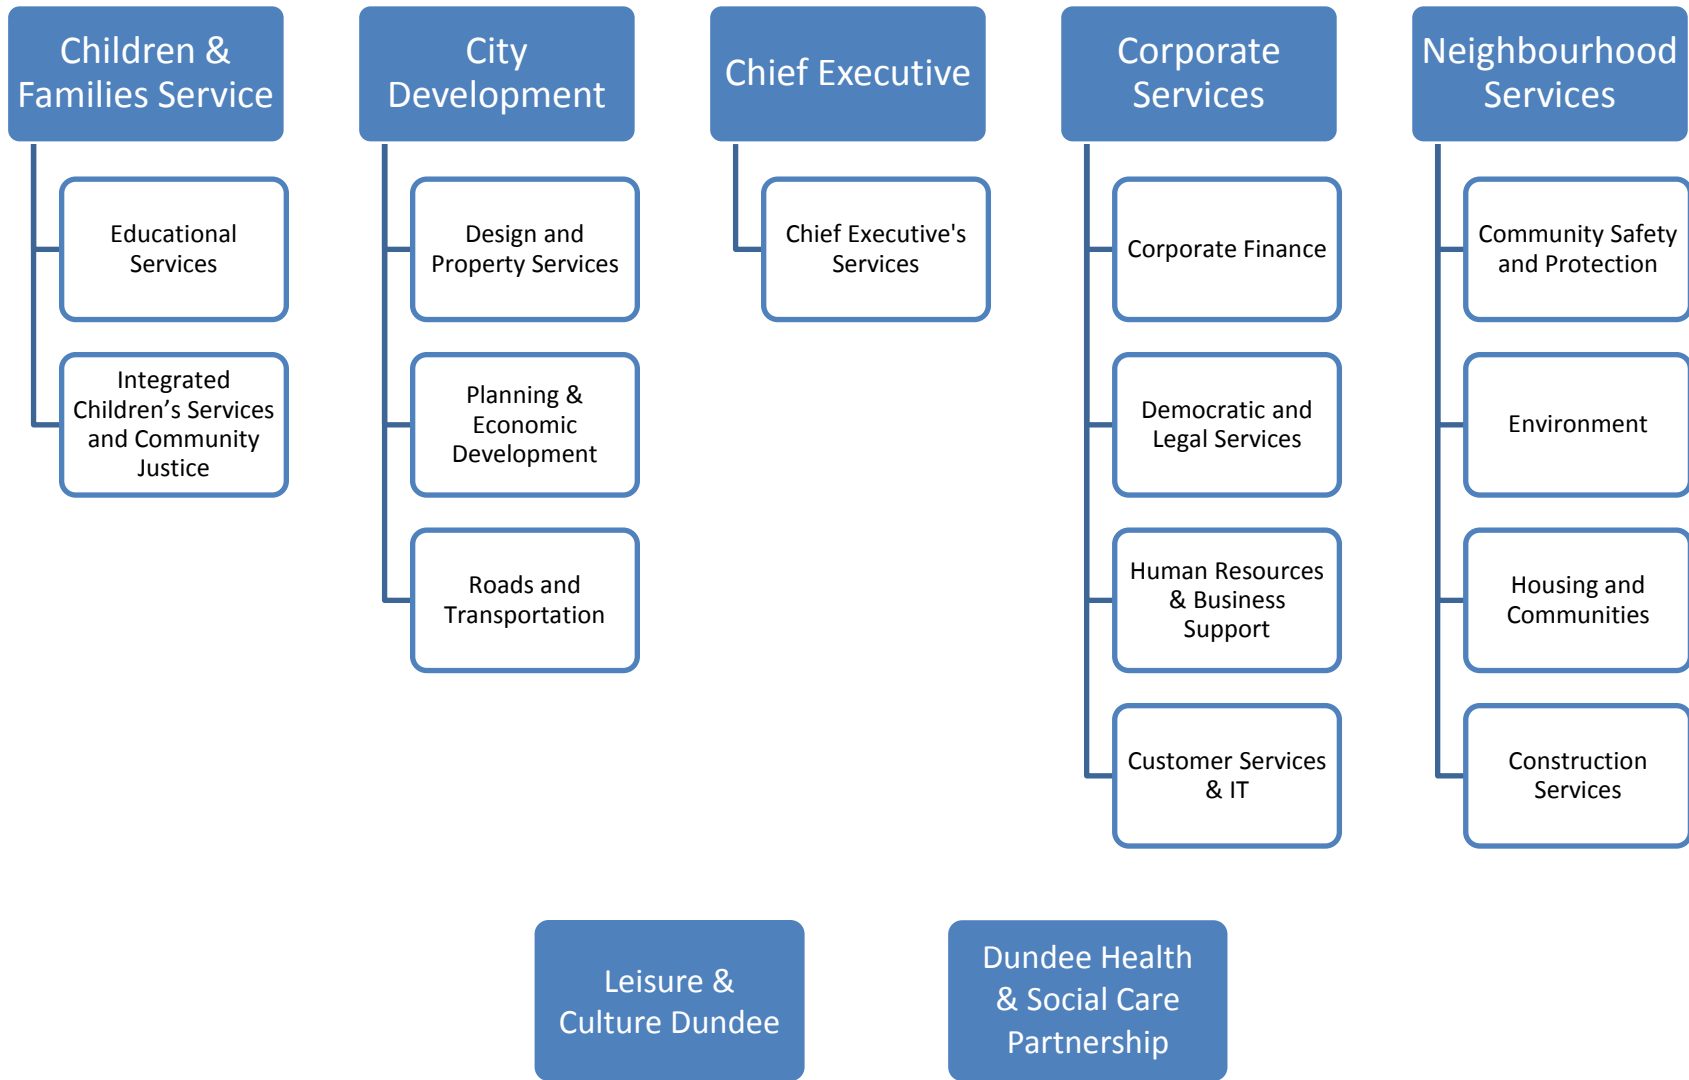 Children &
Families Service
Educational
Services
Integrated
Children’s Services
and Community
Justice
City
Development
Design and
Property Services
Planning &
Economic
Development
Roads and
Transportation
Chief Executive
Chief Executive's
Services
Corporate
Services
Corporate Finance
Democratic and
Legal Services
Human Resources
& Business
Support
Customer Services
& IT
Neighbourhood
Services
Community Safety
and Protection
Environment
Housing and
Communities
Construction
Services
Leisure &
Culture Dundee
Dundee Health
& Social Care
Partnership